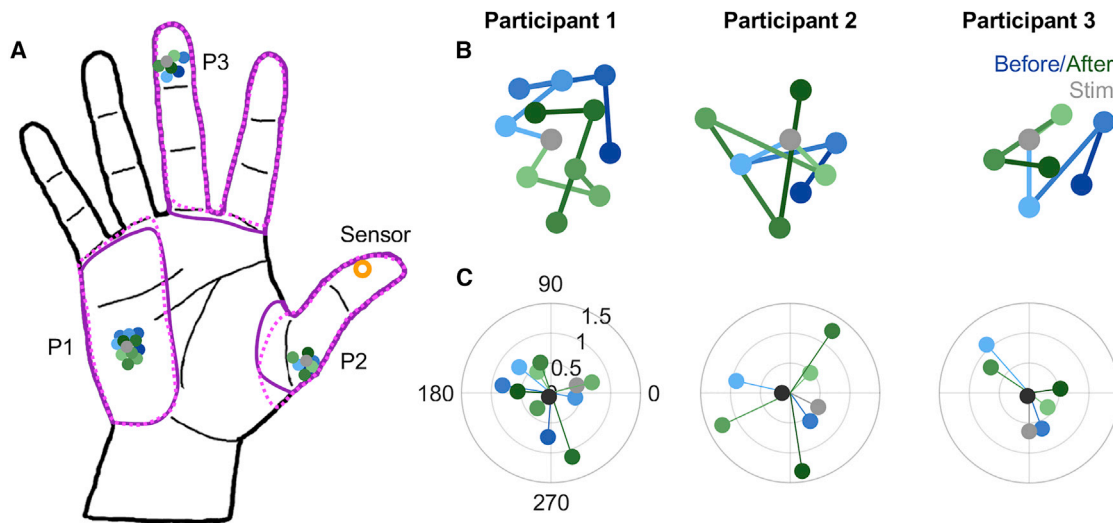 Participant 1
Participant 2
Participant 3
A
B
P3
Before/After
Stim
Sensor
P1
P2
C
90
1.5
1
0.5
0
180
0
270